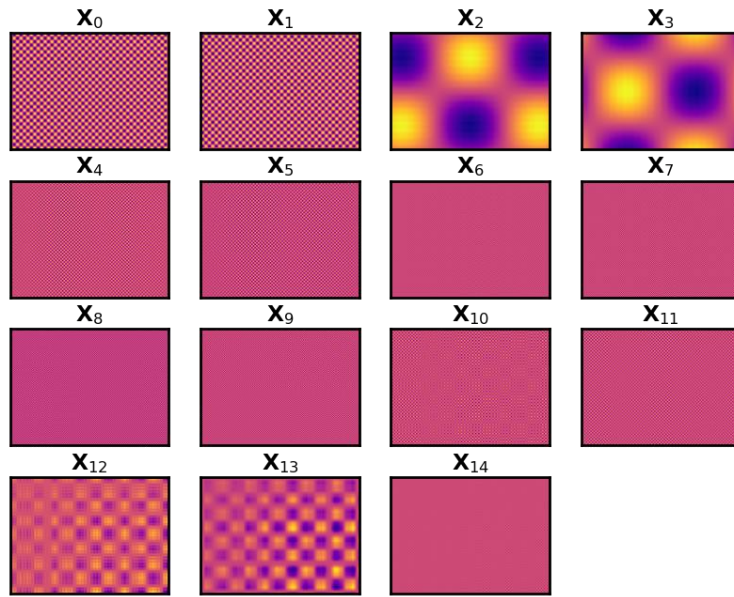 X₀ X₁ X₂ X₃
X₄ X₅ X₆ X₇
X₈ X₉ X₁₀ X₁₁
X₁₂ X₁₃ X₁₄